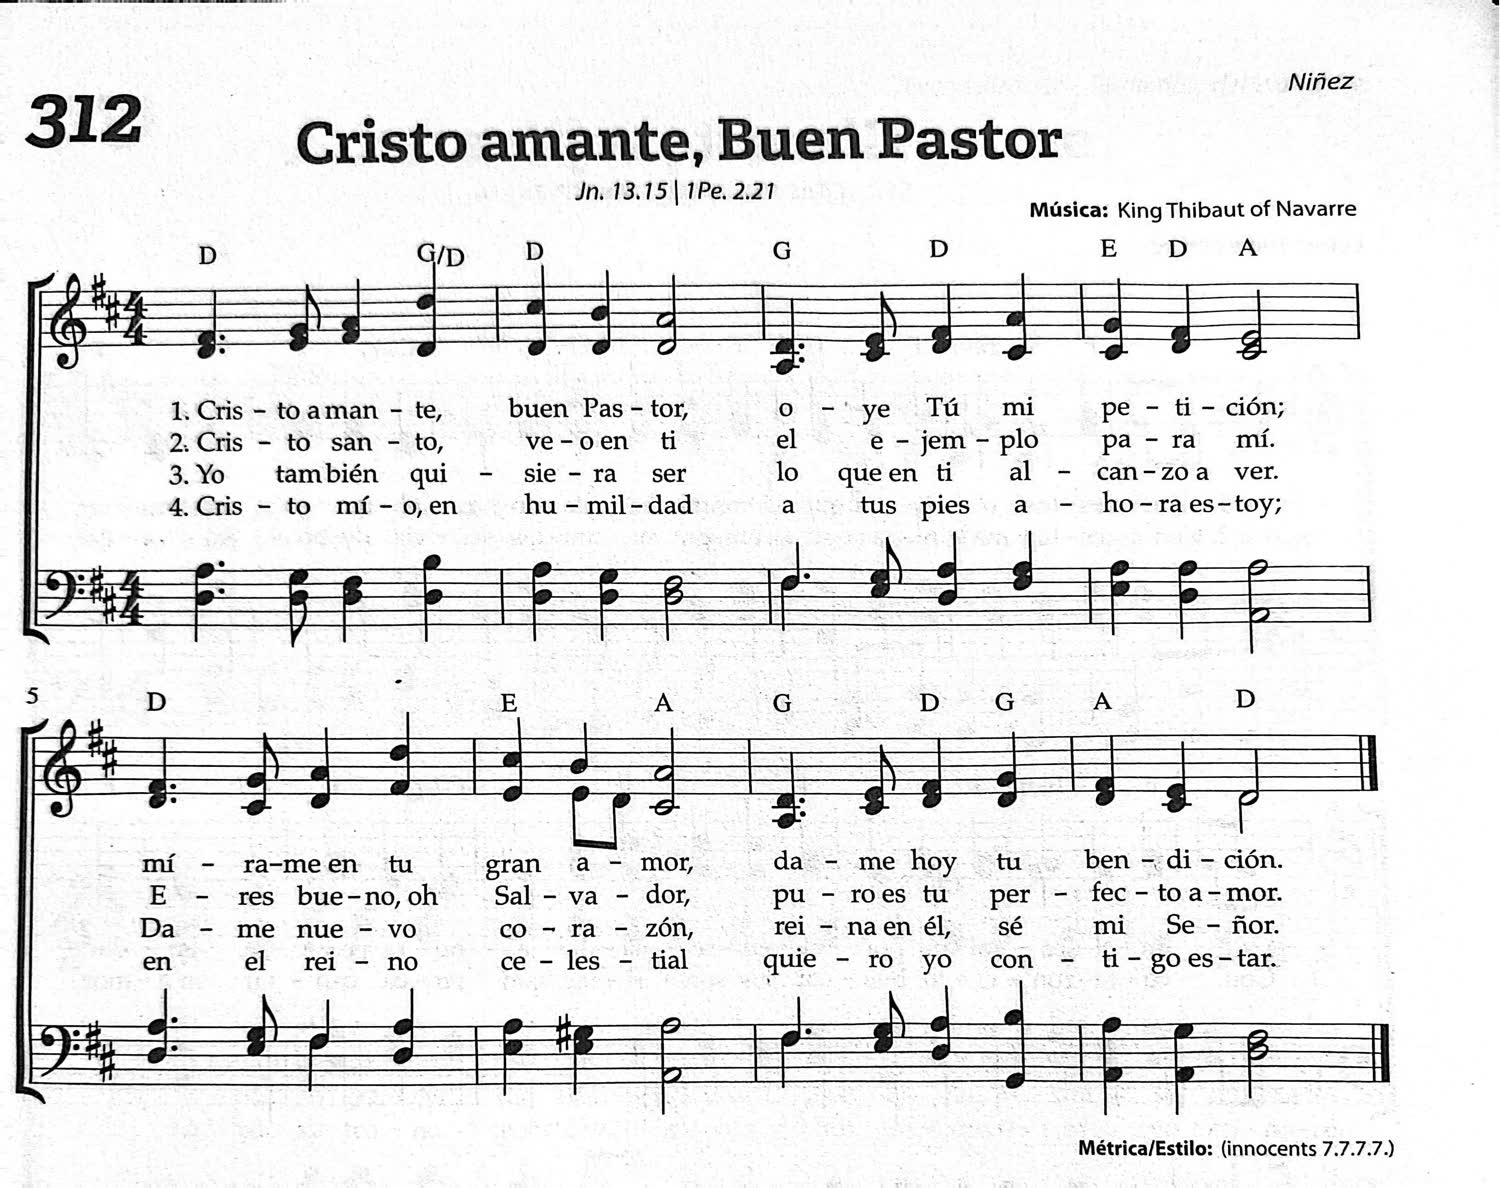 Niñez
312
Cristo amante, Buen Pastor
Jn. 13.15 | 1Pe. 2.21
Música: King Thibaut of Navarre
D G/D D G D E D A
1. Cris – to a man – te, buen Pas – tor, o – ye Tú mi pe – ti – ción;
2. Cris – to san – to, ve – o en ti el e – jem – plo pa – ra mí.
3. Yo también qui – sie – ra ser lo que en ti al – can – zo a ver.
4. Cris – to mí – o, en hu – mil – dad a tus pies a – ho – ra es – toy;
5
D E A G D G A D
mí – ra – me en tu gran a – mor, da – me hoy tu ben – di – ción.
E – res bue – no, oh Sal – va – dor, pu – ro es tu per – fec – to a – mor.
Da – me nue – vo co – ra – zón, rei – na en él, sé mi Se – ñor.
en el rei – no ce – les – tial quie – ro yo con – ti – go es – tar.
Métrica/Estilo: (innocents 7.7.7.7.)